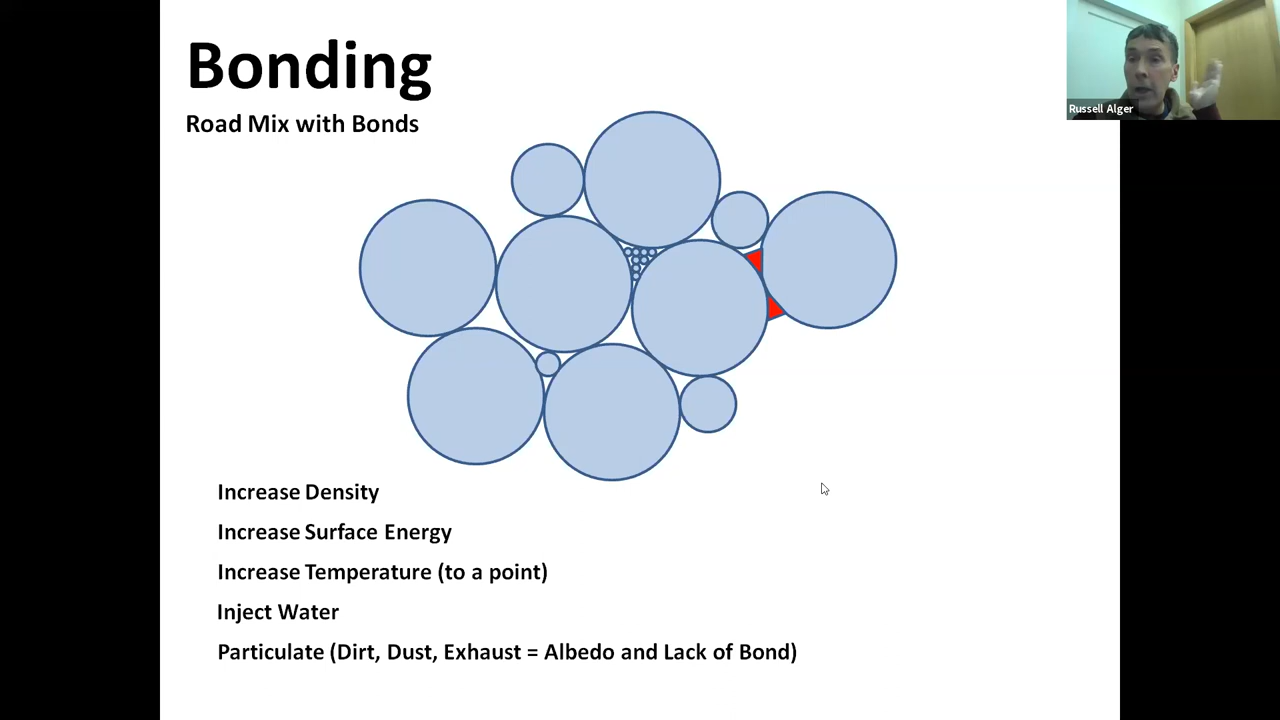 Bonding
Road Mix with Bonds
Russell Alger
Increase Density
Increase Surface Energy
Increase Temperature (to a point)
Inject Water
Particulate (Dirt, Dust, Exhaust = Albedo and Lack of Bond)